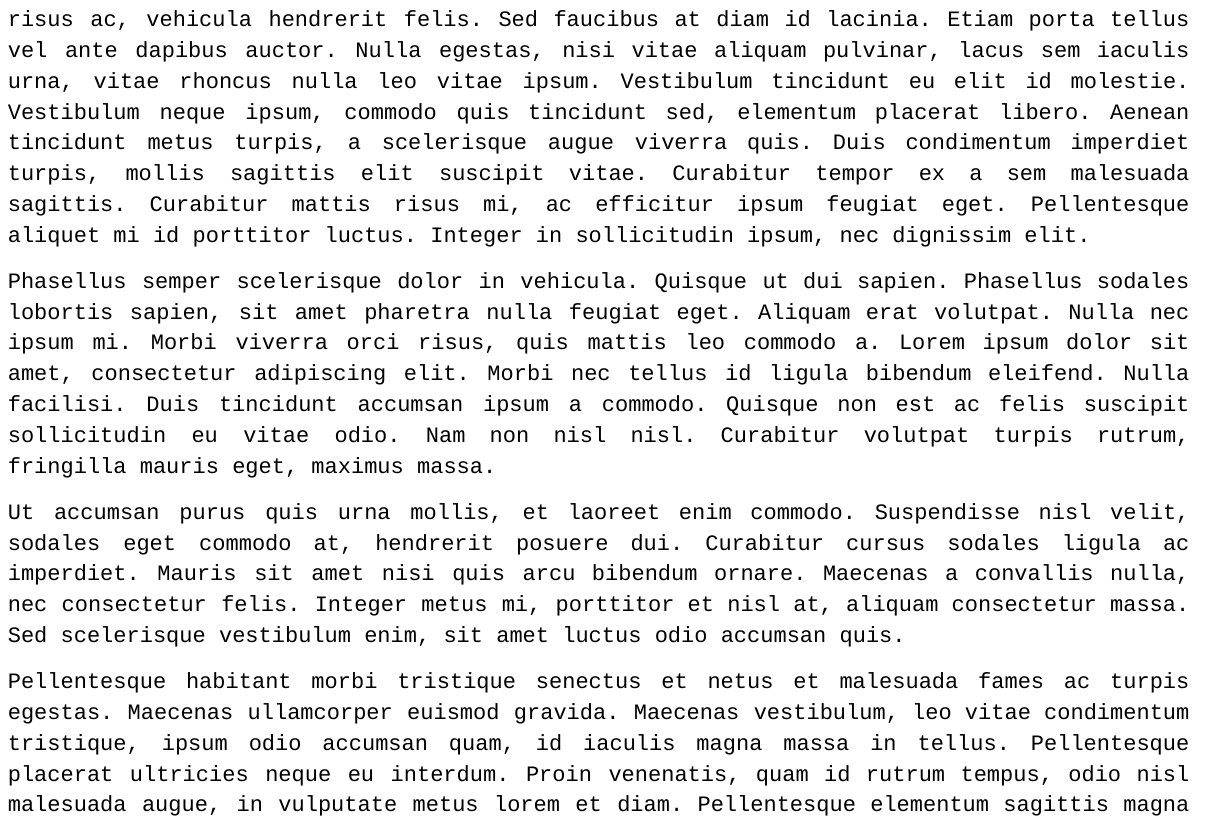 risus ac, vehicula hendrerit felis. Sed faucibus at diam id lacinia. Etiam porta tellus
vel ante dapibus auctor. Nulla egestas, nisi vitae aliquam pulvinar, lacus sem iaculis
urna, vitae rhoncus nulla leo vitae ipsum. Vestibulum tincidunt eu elit id molestie.
Vestibulum neque ipsum, commodo quis tincidunt sed, elementum placerat libero. Aenean
tincidunt metus turpis, a scelerisque augue viverra quis. Duis condimentum imperdiet
turpis, mollis sagittis elit suscipit vitae. Curabitur tempor ex a sem malesuada
sagittis. Curabitur mattis risus mi, ac efficitur ipsum feugiat eget. Pellentesque
aliquet mi id porttitor luctus. Integer in sollicitudin ipsum, nec dignissim elit.
Phasellus semper scelerisque dolor in vehicula. Quisque ut dui sapien. Phasellus sodales
lobortis sapien, sit amet pharetra nulla feugiat eget. Aliquam erat volutpat. Nulla nec
ipsum mi. Morbi viverra orci risus, quis mattis leo commodo a. Lorem ipsum dolor sit
amet, consectetur adipiscing elit. Morbi nec tellus id ligula bibendum eleifend. Nulla
facilisi. Duis tincidunt accumsan ipsum a commodo. Quisque non est ac felis suscipit
sollicitudin eu vitae odio. Nam non nisl nisl. Curabitur volutpat turpis rutrum,
fringilla mauris eget, maximus massa.
Ut accumsan purus quis urna mollis, et laoreet enim commodo. Suspendisse nisl velit,
sodales eget commodo at, hendrerit posuere dui. Curabitur cursus sodales ligula ac
imperdiet. Mauris sit amet nisi quis arcu bibendum ornare. Maecenas a convallis nulla,
nec consectetur felis. Integer metus mi, porttitor et nisl at, aliquam consectetur massa.
Sed scelerisque vestibulum enim, sit amet luctus odio accumsan quis.
Pellentesque habitant morbi tristique senectus et netus et malesuada fames ac turpis
egestas. Maecenas ullamcorper euismod gravida. Maecenas vestibulum, leo vitae condimentum
tristique, ipsum odio accumsan quam, id iaculis magna massa in tellus. Pellentesque
placerat ultricies neque eu interdum. Proin venenatis, quam id rutrum tempus, odio nisl
malesuada augue, in vulputate metus lorem et diam. Pellentesque elementum sagittis magna